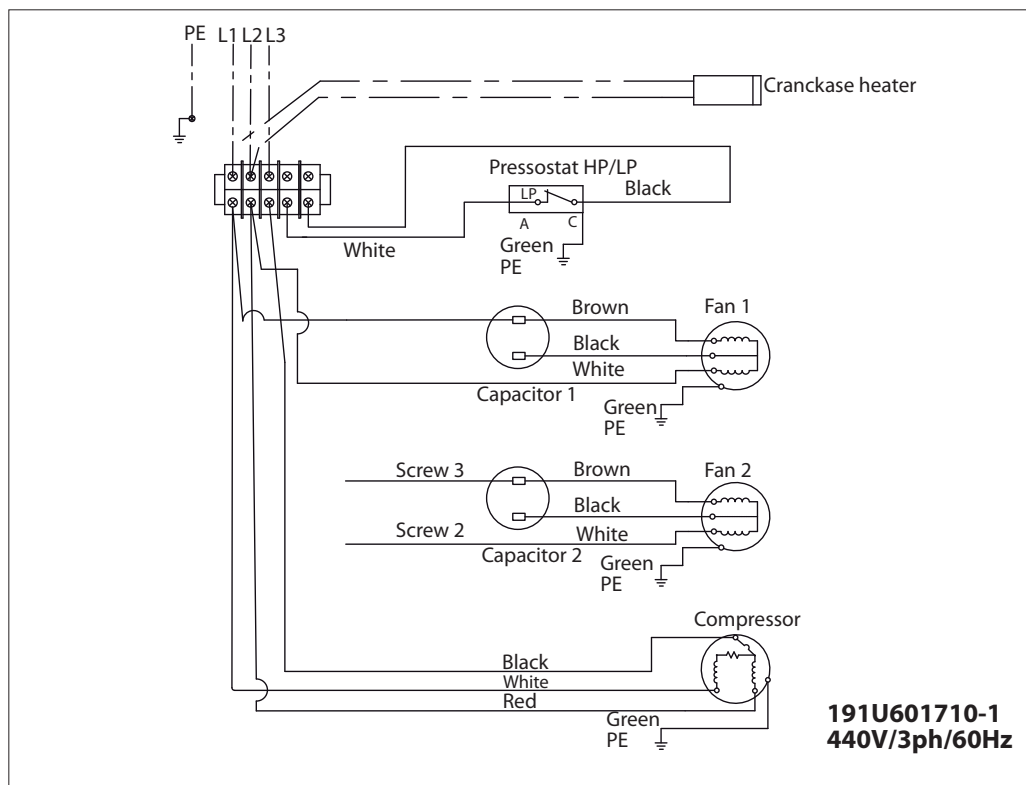 PE L1 L2 L3
Cranckase heater
Pressostat HP/LP
LP
Black
A C
White
Green
PE
Brown
Fan 1
Black
White
Capacitor 1
Green
PE
Screw 3
Brown
Fan 2
Black
Screw 2
White
Capacitor 2
Green
PE
Compressor
Black
White
Red
Green
PE
191U601710-1
440V/3ph/60Hz